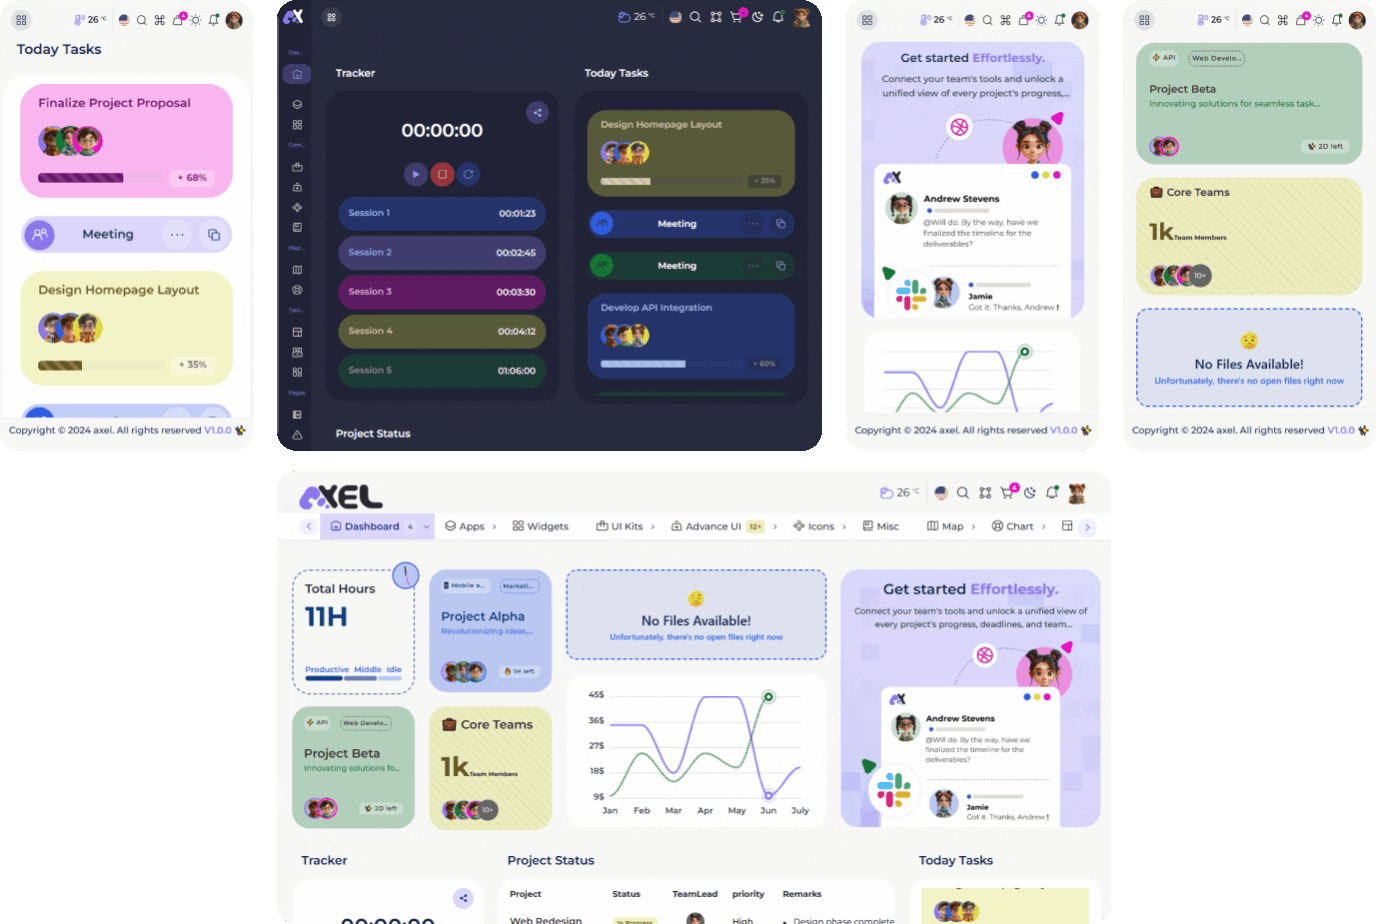 26 °C
4
Today Tasks
Finalize Project Proposal
+ 68%
Meeting
Design Homepage Layout
+ 35%
Copyright © 2024 axel. All rights reserved V1.0.0
AX
26 °C
4
Das...
Com...
Misc...
Tabl...
Pages
Tracker
00:00:00
Session 1 00:01:23
Session 2 00:02:45
Session 3 00:03:30
Session 4 00:04:12
Session 5 01:06:00
Project Status
Today Tasks
Design Homepage Layout
+ 35%
Meeting
Meeting
Develop API Integration
+ 60%
26 °C
4
Get started Effortlessly.
Connect your team's tools and unlock a
unified view of every project's progress,...
AX
Andrew Stevens
@Will do. By the way, have we
finalized the timeline for the
deliverables?
Jamie
Got it. Thanks, Andrew !
Copyright © 2024 axel. All rights reserved V1.0.0
26 °C
4
API Web Develo...
Project Beta
Innovating solutions for seamless task...
2D left
Core Teams
1k Team Members
10+
No Files Available!
Unfortunately, there's no open files right now
Copyright © 2024 axel. All rights reserved V1.0.0
AXEL
26 °C
4
Dashboard 4 Apps Widgets UI Kits Advance UI 12+ Icons Misc Map Chart
Total Hours
11H
Productive Middle Idle
Mobile a... Marketi...
Project Alpha
Revolutionizing ideas,...
1H left
API Web Develo...
Project Beta
Innovating solutions fo...
2D left
Core Teams
1k Team Members
10+
No Files Available!
Unfortunately, there's no open files right now
45$
36$
27$
18$
9$
Jan Feb Mar Apr May Jun July
Get started Effortlessly.
Connect your team's tools and unlock a unified view of
every project's progress, deadlines, and team...
AX
Andrew Stevens
@Will do. By the way, have we
finalized the timeline for the
deliverables?
Jamie
Got it. Thanks, Andrew !
Tracker
00:00:00
Project Status
Project Status TeamLead priority Remarks
Web Redesign In Progress High Design phase complete
Today Tasks